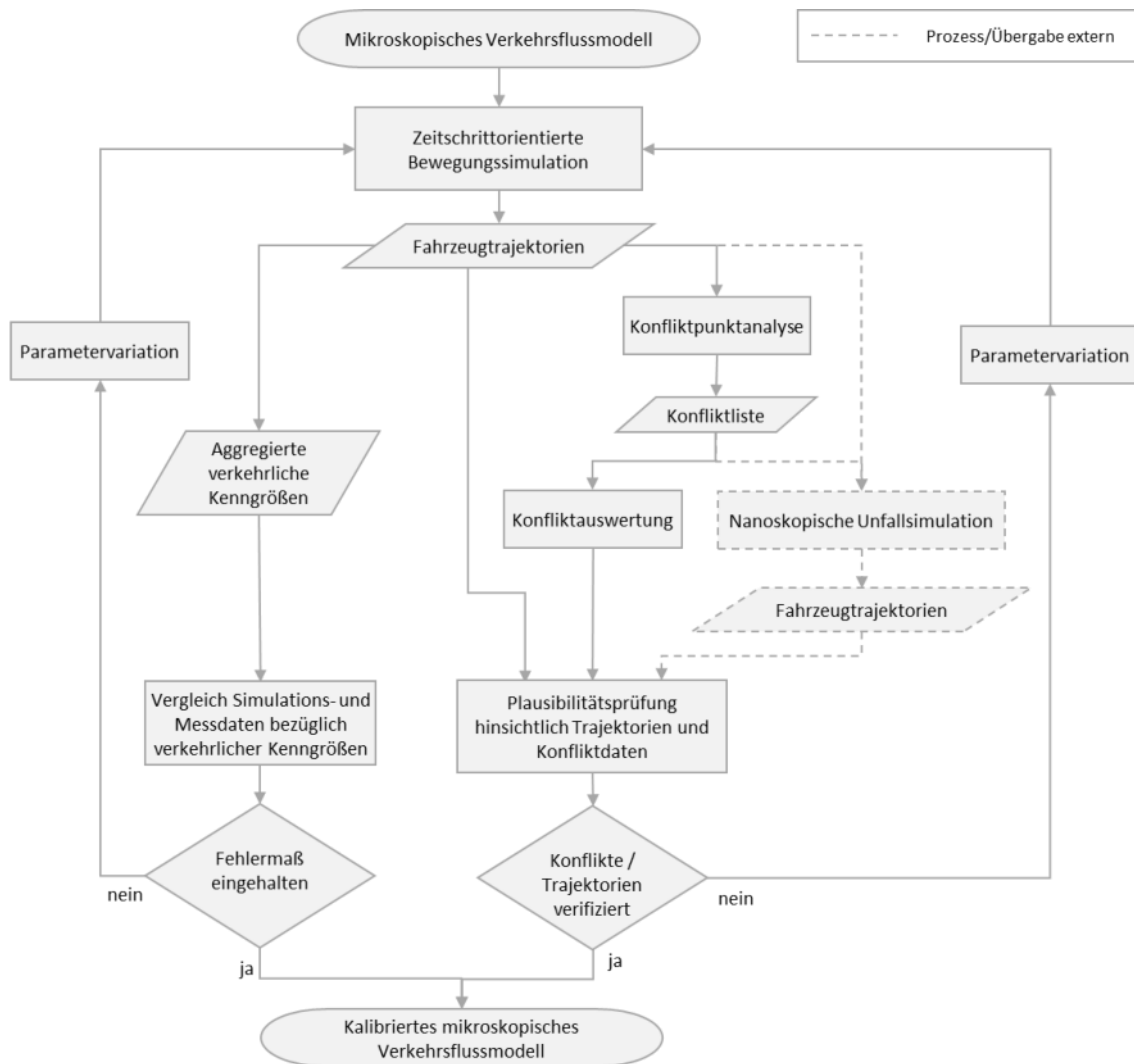 Mikroskopisches Verkehrsflussmodell
Prozess/Übergabe extern
Zeitschrittorientierte
Bewegungssimulation
Fahrzeugtrajektorien
Konfliktpunktanalyse
Parametervariation
Parametervariation
Konfliktliste
Aggregierte
verkehrliche
Kenngrößen
Konfliktauswertung
Nanoskopische Unfallsimulation
Fahrzeugtrajektorien
Vergleich Simulations- und
Messdaten bezüglich
verkehrlicher Kenngrößen
Plausibilitätsprüfung
hinsichtlich Trajektorien und
Konfliktdaten
Fehlermaß
eingehalten
nein
ja
Konflikte /
Trajektorien
verifiziert
nein
ja
Kalibriertes mikroskopisches
Verkehrsflussmodell